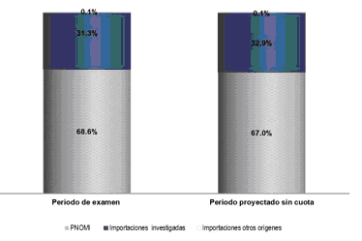 0.1%
0.1%
31.3%
32.9%
68.6%
67.0%
Periodo de examen
Periodo proyectado sin cuota
PNOMI
Importaciones investigadas
Importaciones otros orígenes